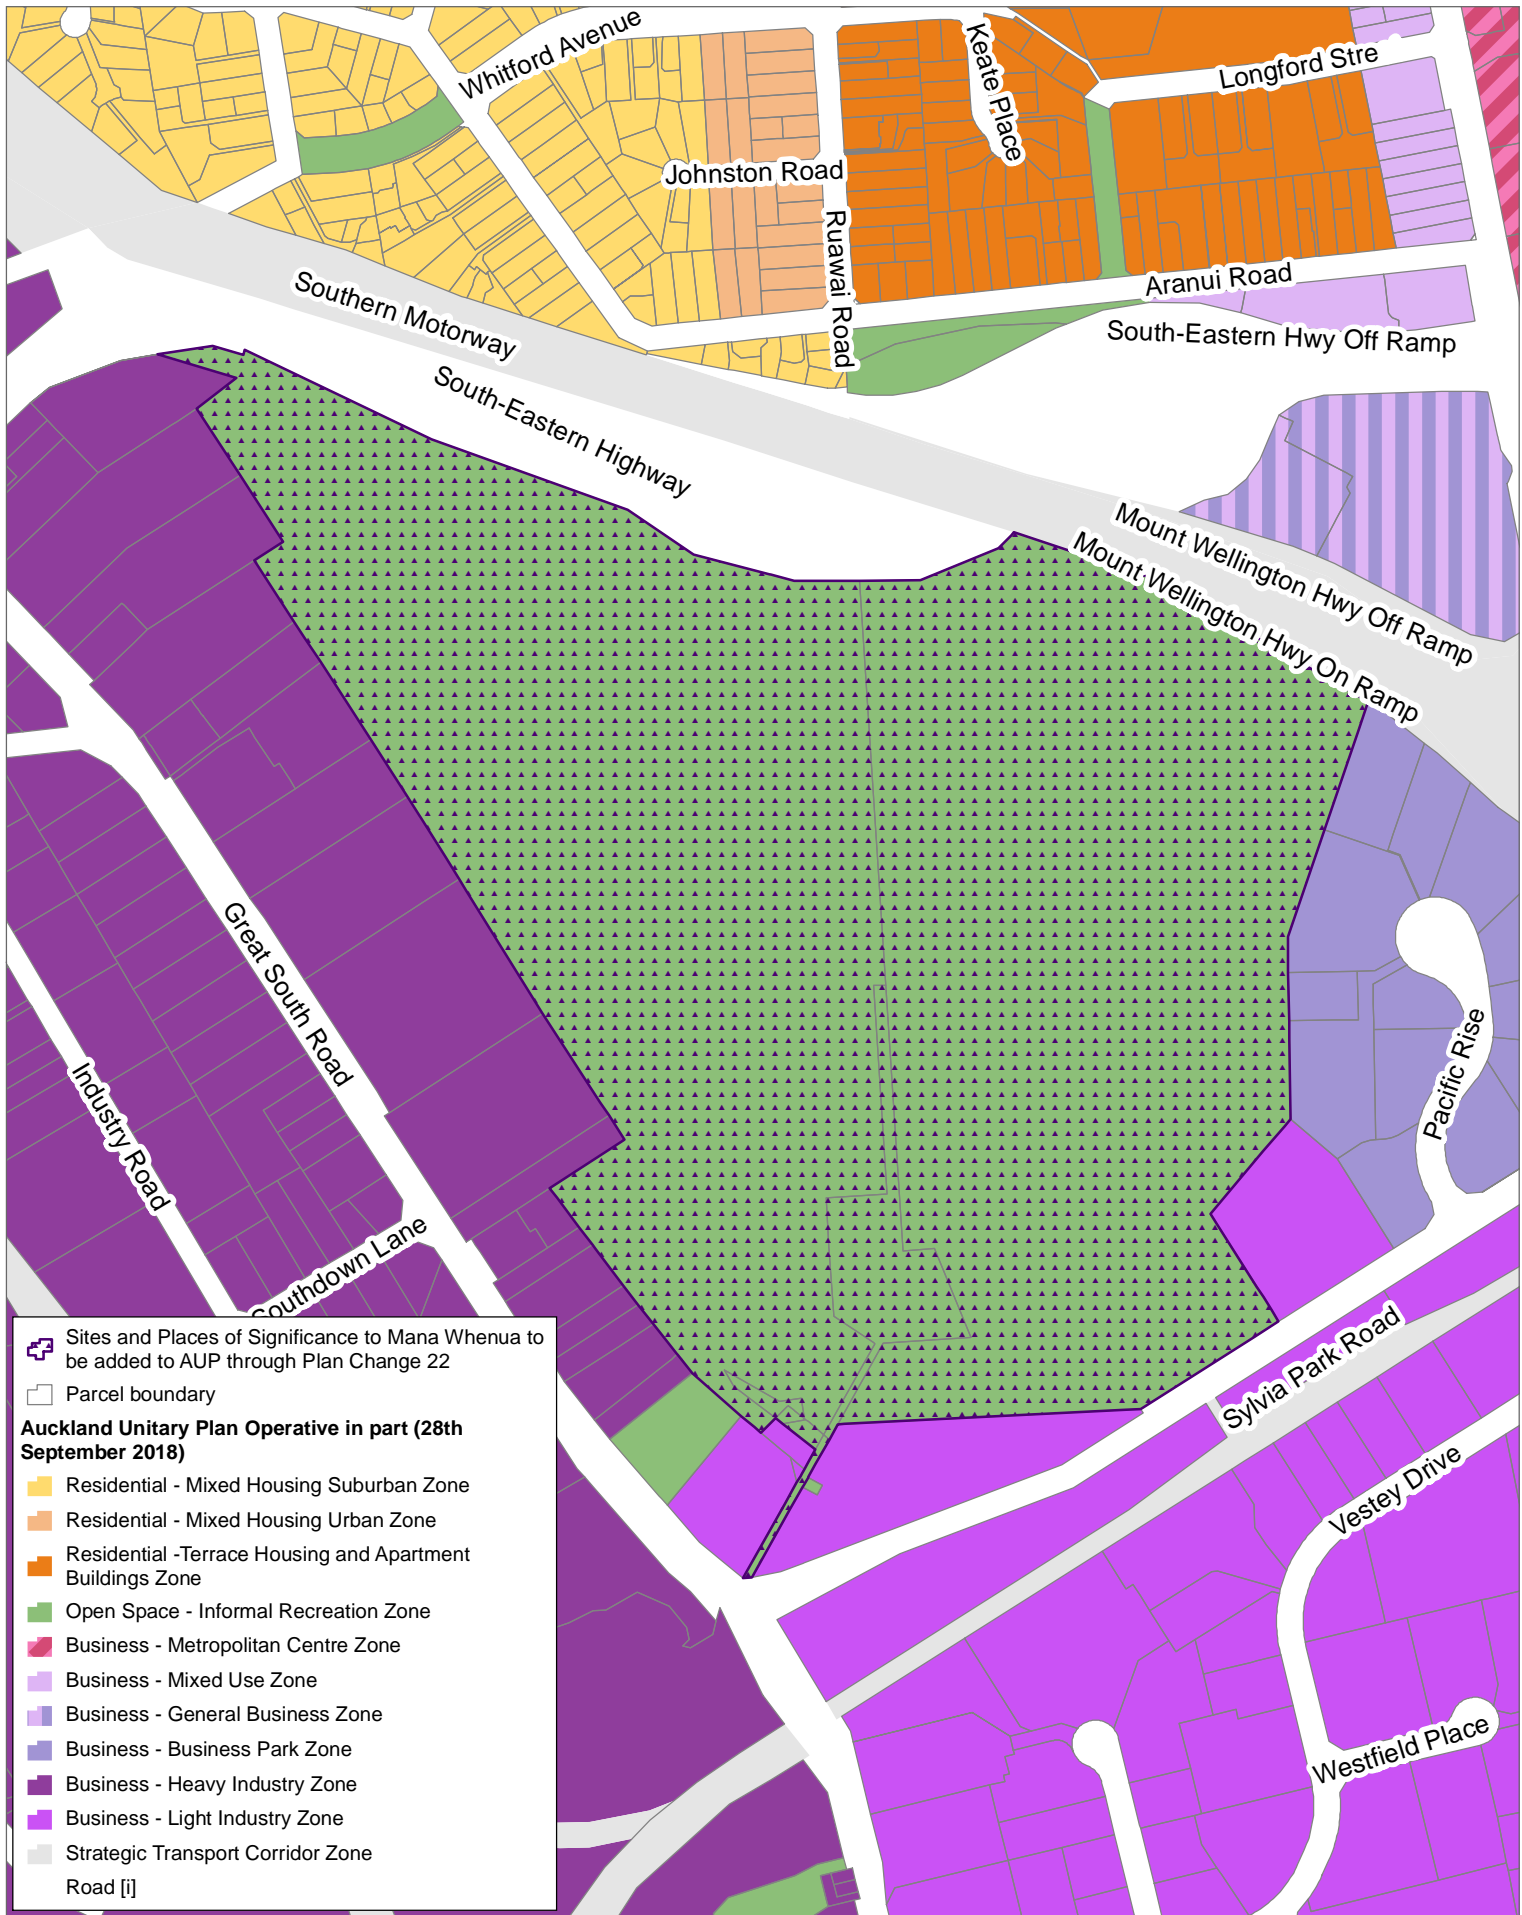 Whitford Avenue
Keate Place
Longford Stre
Johnston Road
Ruawai Road
Aranui Road
Southern Motorway
South-Eastern Hwy Off Ramp
South-Eastern Highway
Mount Wellington Hwy Off Ramp
Mount Wellington Hwy On Ramp
Great South Road
Pacific Rise
Industry Road
Southdown Lane
Sylvia Park Road
Vestey Drive
Westfield Place
Sites and Places of Significance to Mana Whenua to
be added to AUP through Plan Change 22
Parcel boundary
Auckland Unitary Plan Operative in part (28th
September 2018)
Residential - Mixed Housing Suburban Zone
Residential - Mixed Housing Urban Zone
Residential -Terrace Housing and Apartment
Buildings Zone
Open Space - Informal Recreation Zone
Business - Metropolitan Centre Zone
Business - Mixed Use Zone
Business - General Business Zone
Business - Business Park Zone
Business - Heavy Industry Zone
Business - Light Industry Zone
Strategic Transport Corridor Zone
Road [i]